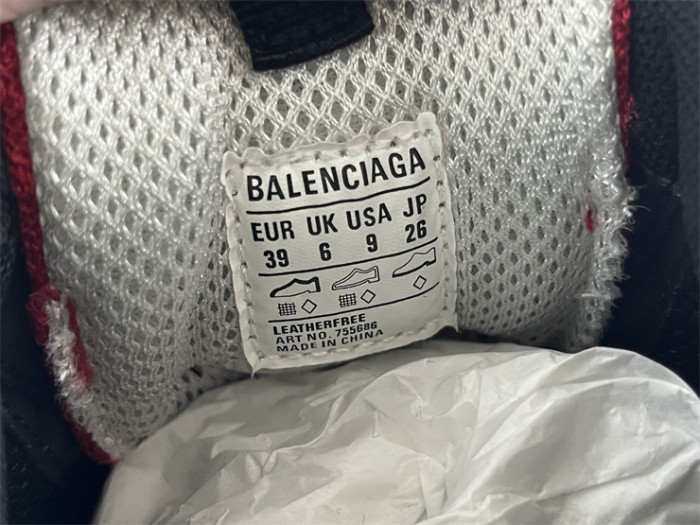 BALENCIAGA
EUR UK USA JP
39 6 9 26
LEATHERFREE
ART NO. 755686
MADE IN CHINA